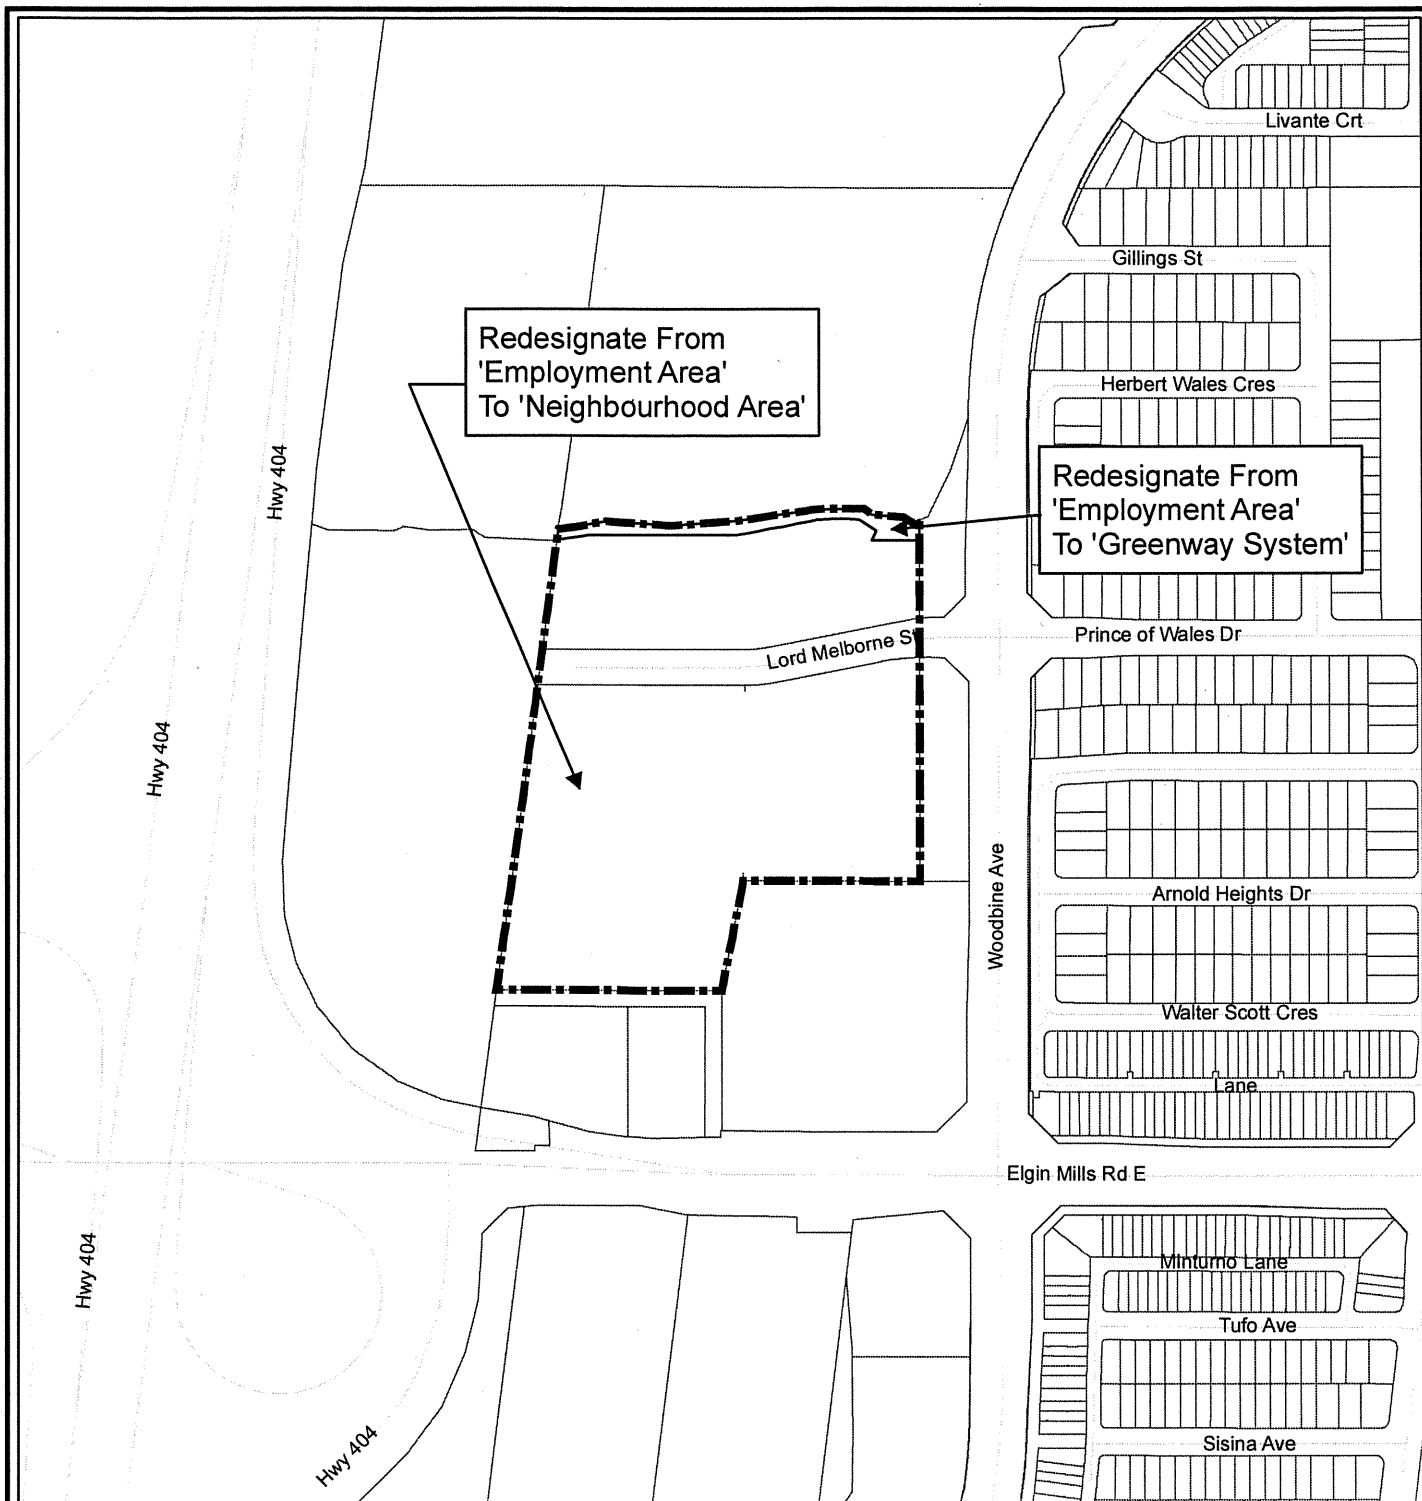 Livante Crt
Gillings St
Redesignate From
'Employment Area'
To 'Neighbourhood Area'
Herbert Wales Cres
Hwy 404
Redesignate From
'Employment Area'
To 'Greenway System'
Lord Melborne St
Prince of Wales Dr
Hwy 404
Woodbine Ave
Arnold Heights Dr
Walter Scott Cres
Lane
Elgin Mills Rd E
Hwy 404
Minturno Lane
Tufo Ave
Hwy 404
Sisina Ave